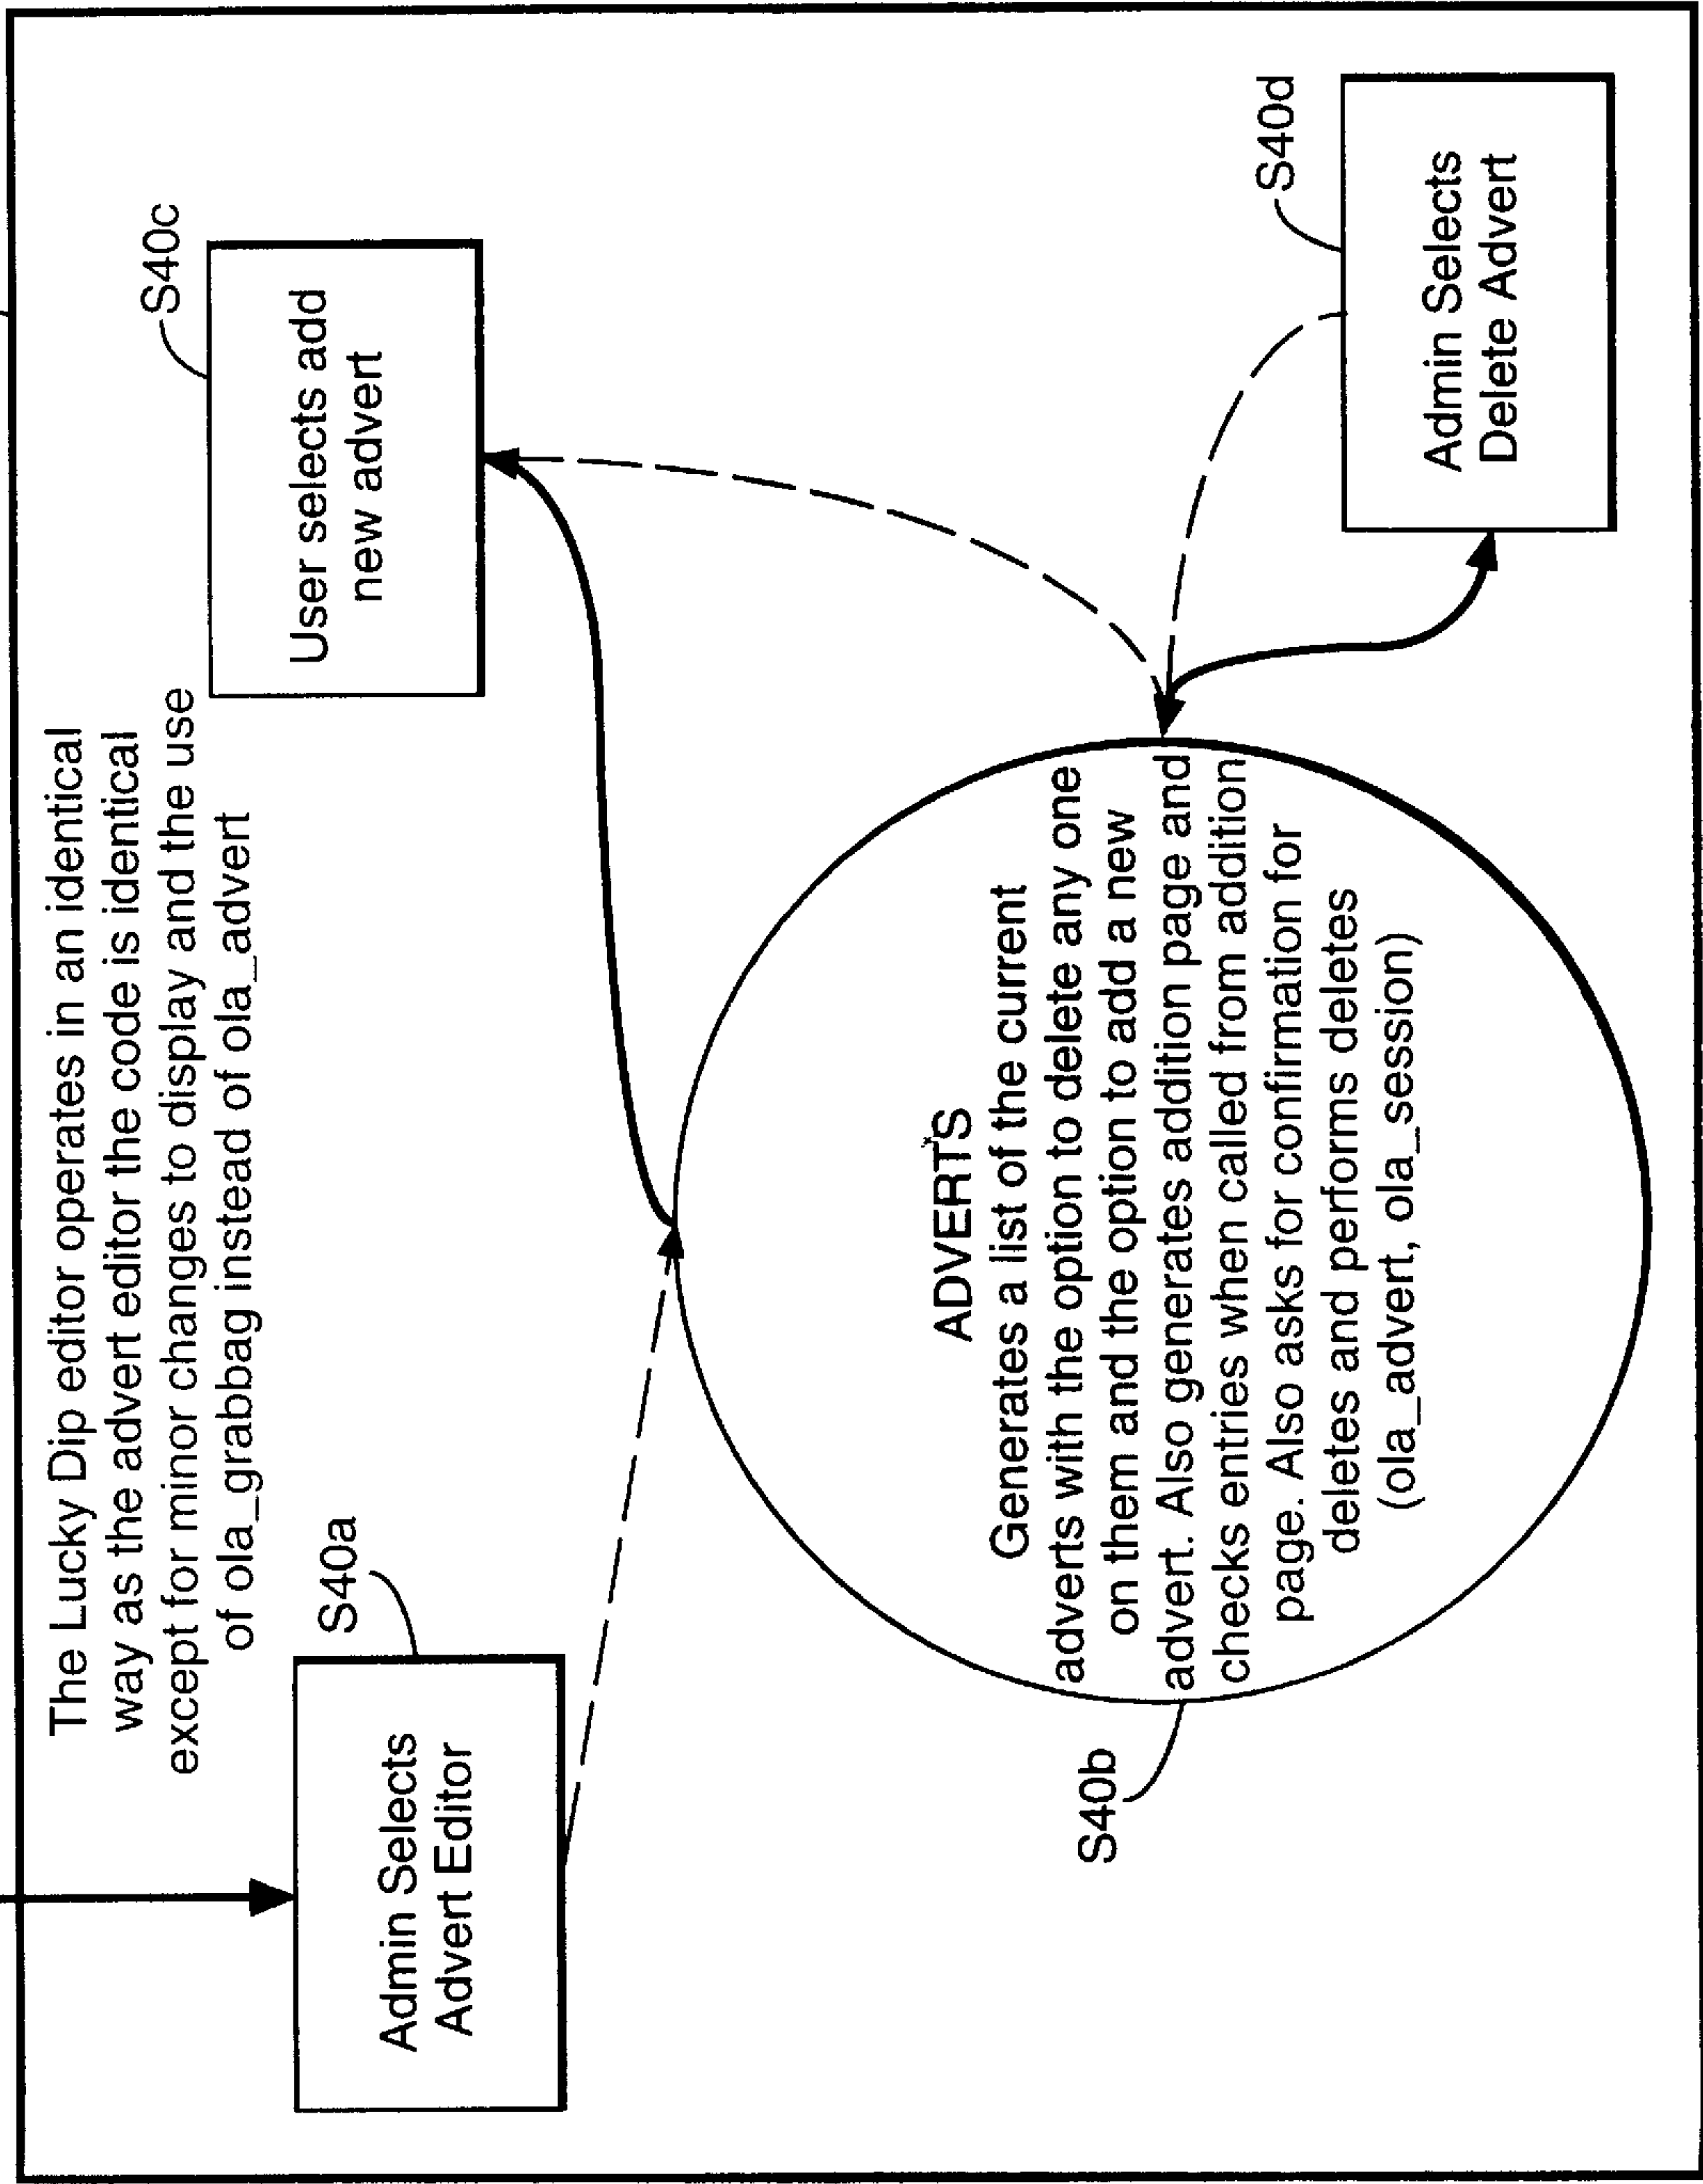 The Lucky Dip editor operates in an identical
way as the advert editor the code is identical
except for minor changes to display and the use
of ola_grabbag instead of ola_advert
S40a
Admin Selects
Advert Editor
S40c
User selects add
new advert
S40b
ADVERTS
Generates a list of the current
adverts with the option to delete any one
on them and the option to add a new
advert. Also generates addition page and
checks entries when called from addition
page. Also asks for confirmation for
deletes and performs deletes
(ola_advert, ola_session)
S40d
Admin Selects
Delete Advert